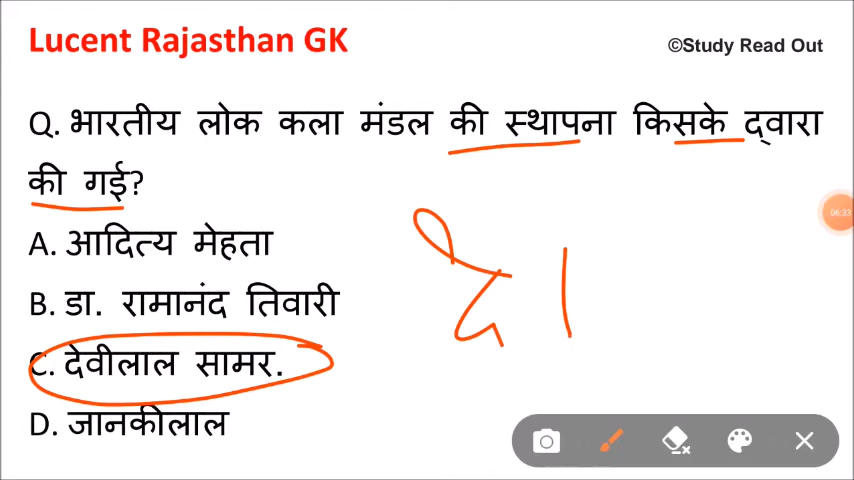 Lucent Rajasthan GK
©Study Read Out
Q. भारतीय लोक कला मंडल की स्थापना किसके द्वारा
की गई?
06:33
A. आदित्य मेहता
B. डा. रामानंद तिवारी
C. देवीलाल सामर.
D. जानकीलाल